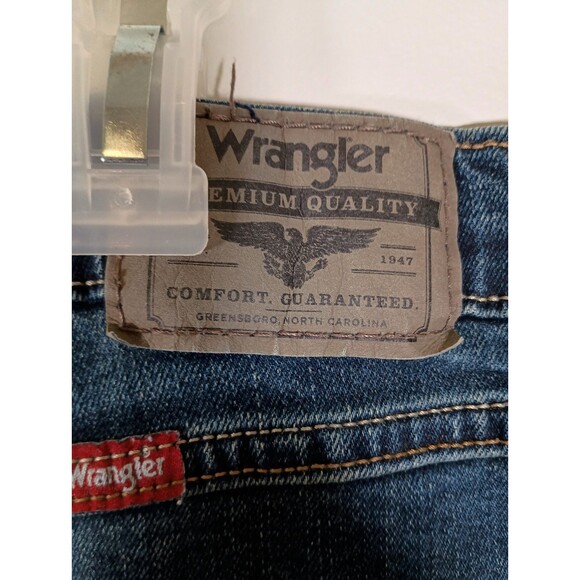 Wrangler
EMIUM QUALITY
1947
COMFORT. GUARANTEED.
GREENSBORO, NORTH CAROLINA
Wrangler